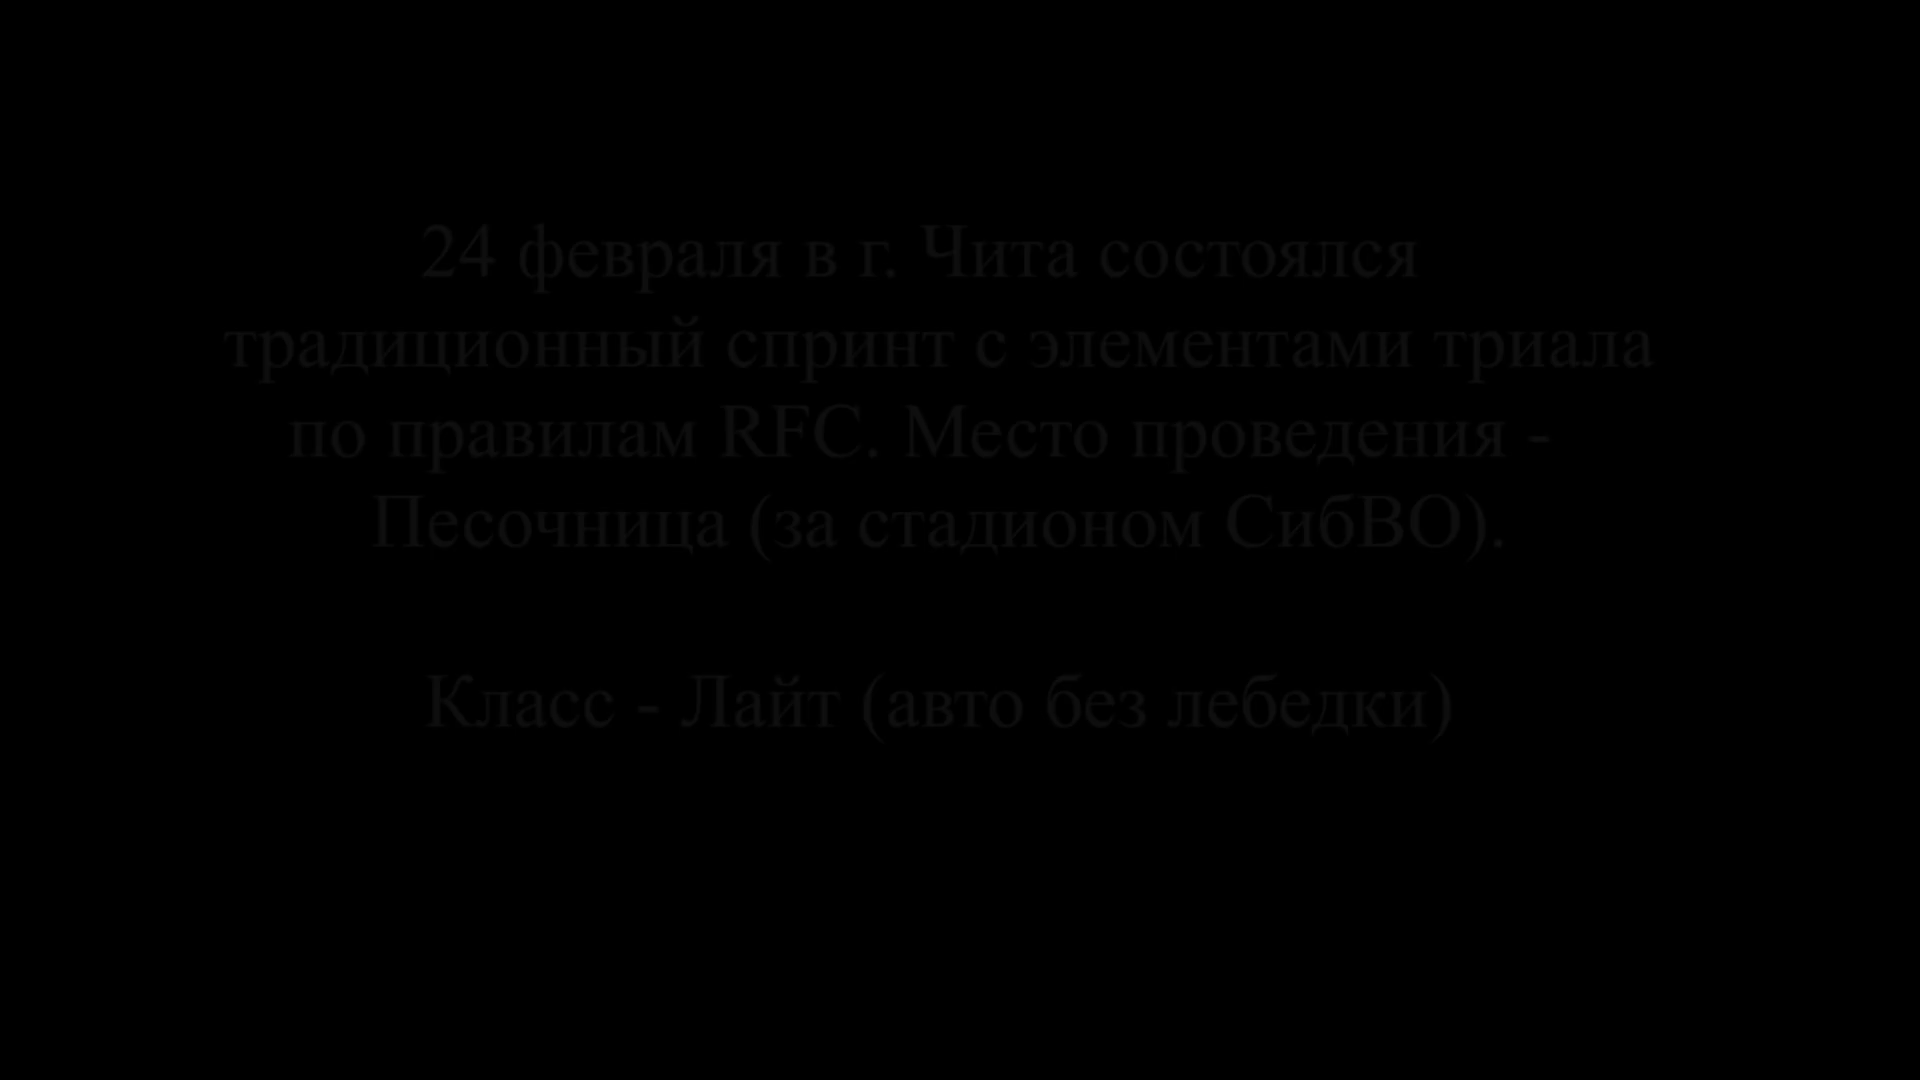 24 февраля в г. Чита состоялся
традиционный спринт с элементами триала
по правилам RFC. Место проведения -
Песочница (за стадионом СибВО).
Класс - Лайт (авто без лебедки)